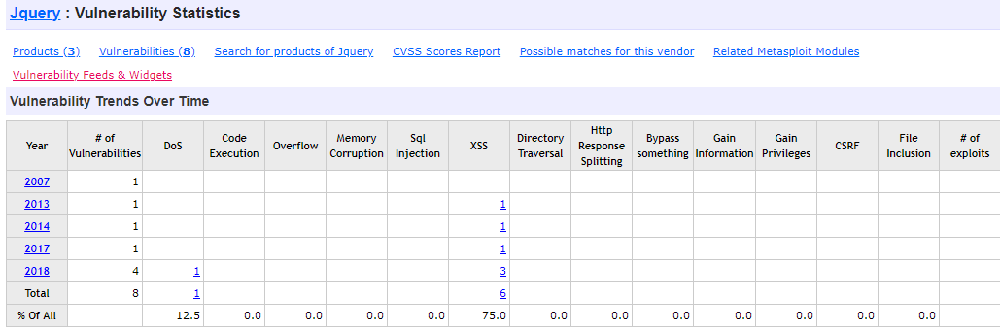 Jquery : Vulnerability Statistics
Products (3) Vulnerabilities (8) Search for products of Jquery CVSS Scores Report Possible matches for this vendor Related Metasploit Modules
Vulnerability Feeds & Widgets
Vulnerability Trends Over Time
Year # of Vulnerabilities DoS Code Execution Overflow Memory Corruption Sql Injection XSS Directory Traversal Http Response Splitting Bypass something Gain Information Gain Privileges CSRF File Inclusion # of exploits
2007 1
2013 1 1
2014 1 1
2017 1 1
2018 4 1 3
Total 8 1 6
% Of All 12.5 0.0 0.0 0.0 0.0 75.0 0.0 0.0 0.0 0.0 0.0 0.0 0.0